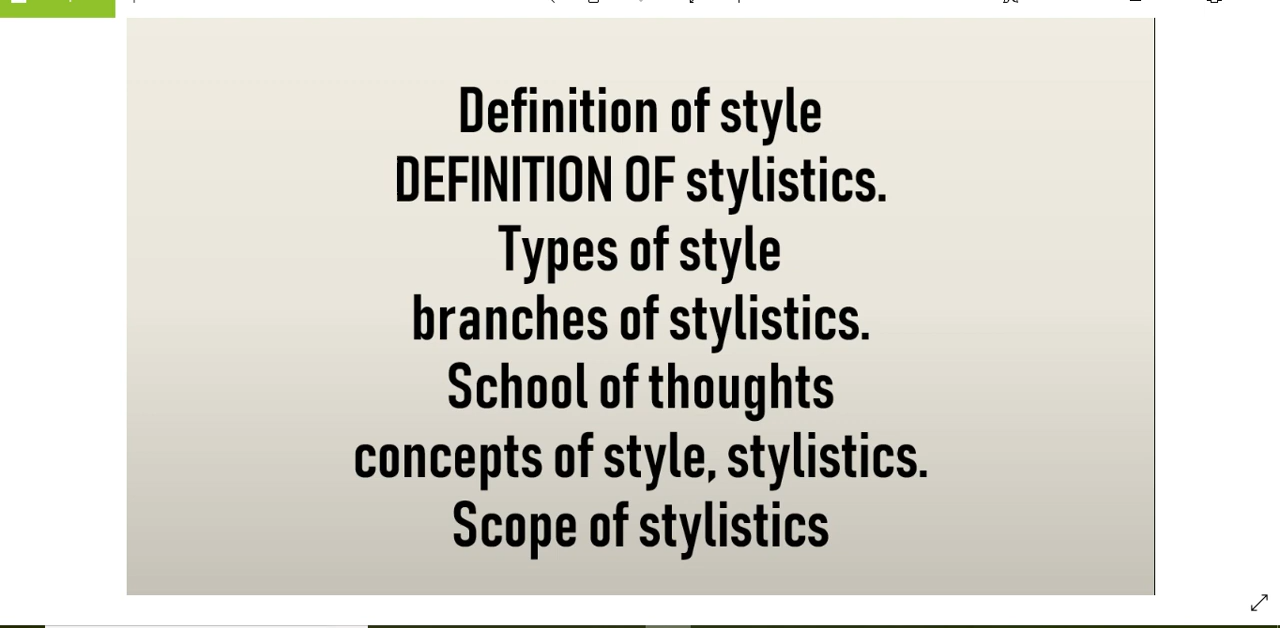 Definition of style
DEFINITION OF stylistics.
Types of style
branches of stylistics.
School of thoughts
concepts of style, stylistics.
Scope of stylistics